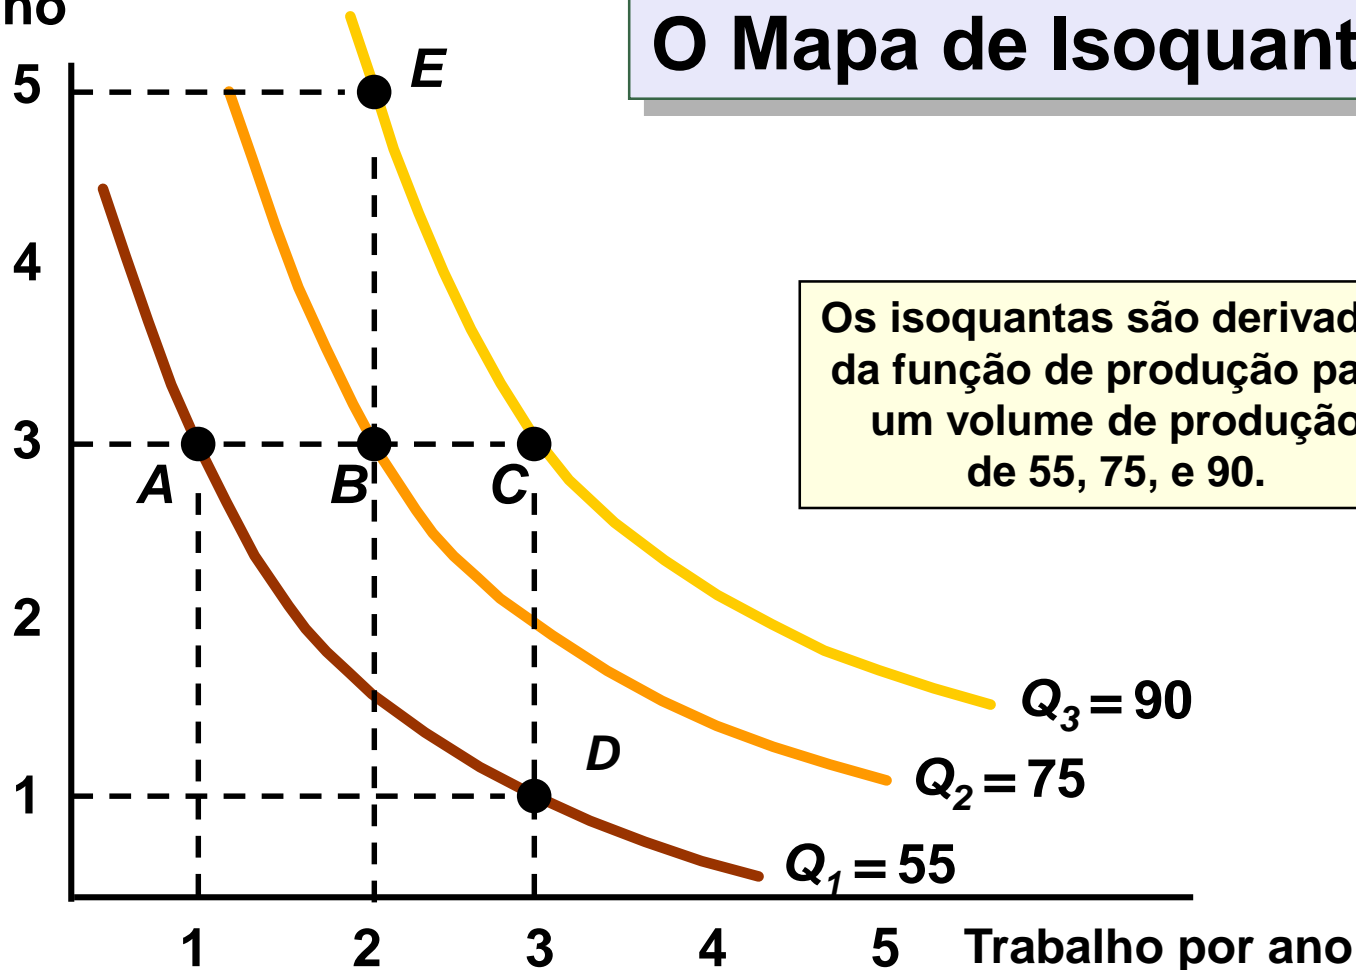 no
O Mapa de Isoquant
5
E
4
Os isoquantas são derivad
da função de produção pa
um volume de produção
de 55, 75, e 90.
3
A
B
C
2
Q3 = 90
D
1
Q2 = 75
Q1 = 55
1 2 3 4 5 Trabalho por ano